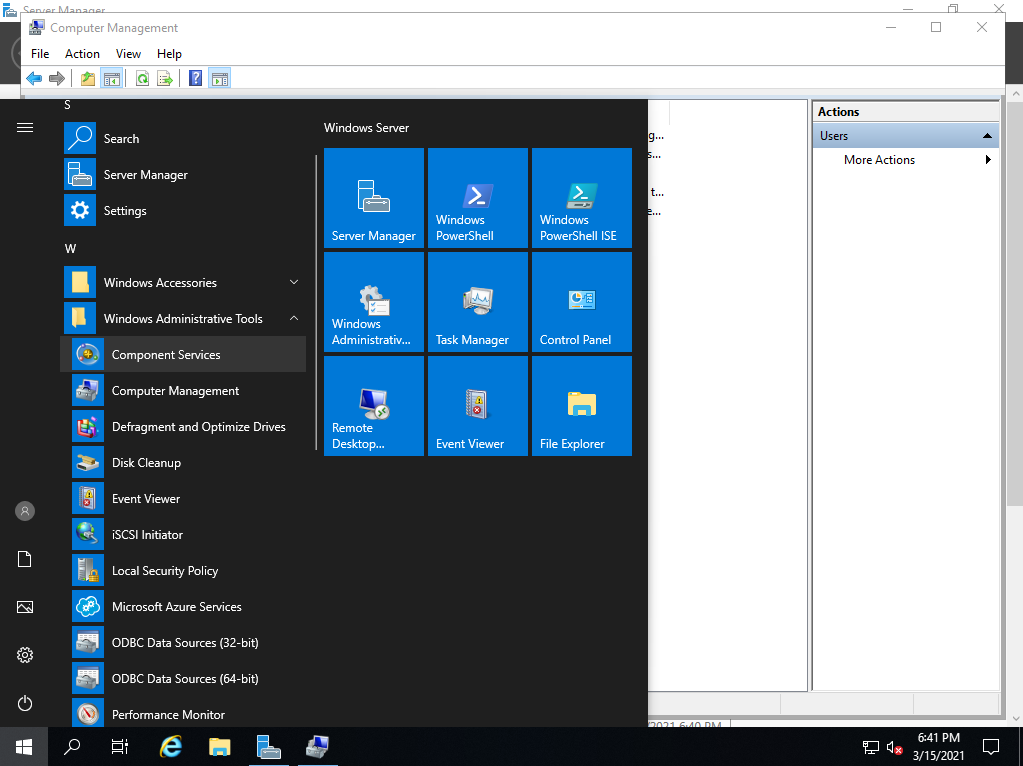 Server Manager
Computer Management
File Action View Help
S
Search
Server Manager
Settings
W
Windows Accessories
Windows Administrative Tools
Component Services
Computer Management
Defragment and Optimize Drives
Disk Cleanup
Event Viewer
iSCSI Initiator
Local Security Policy
Microsoft Azure Services
ODBC Data Sources (32-bit)
ODBC Data Sources (64-bit)
Performance Monitor
Windows Server
Server Manager
Windows
PowerShell
Windows
PowerShell ISE
Windows
Administrativ...
Task Manager
Control Panel
Remote
Desktop...
Event Viewer
File Explorer
g...
s...
t...
e...
Actions
Users
More Actions
/2021 6:40 PM
6:41 PM
3/15/2021